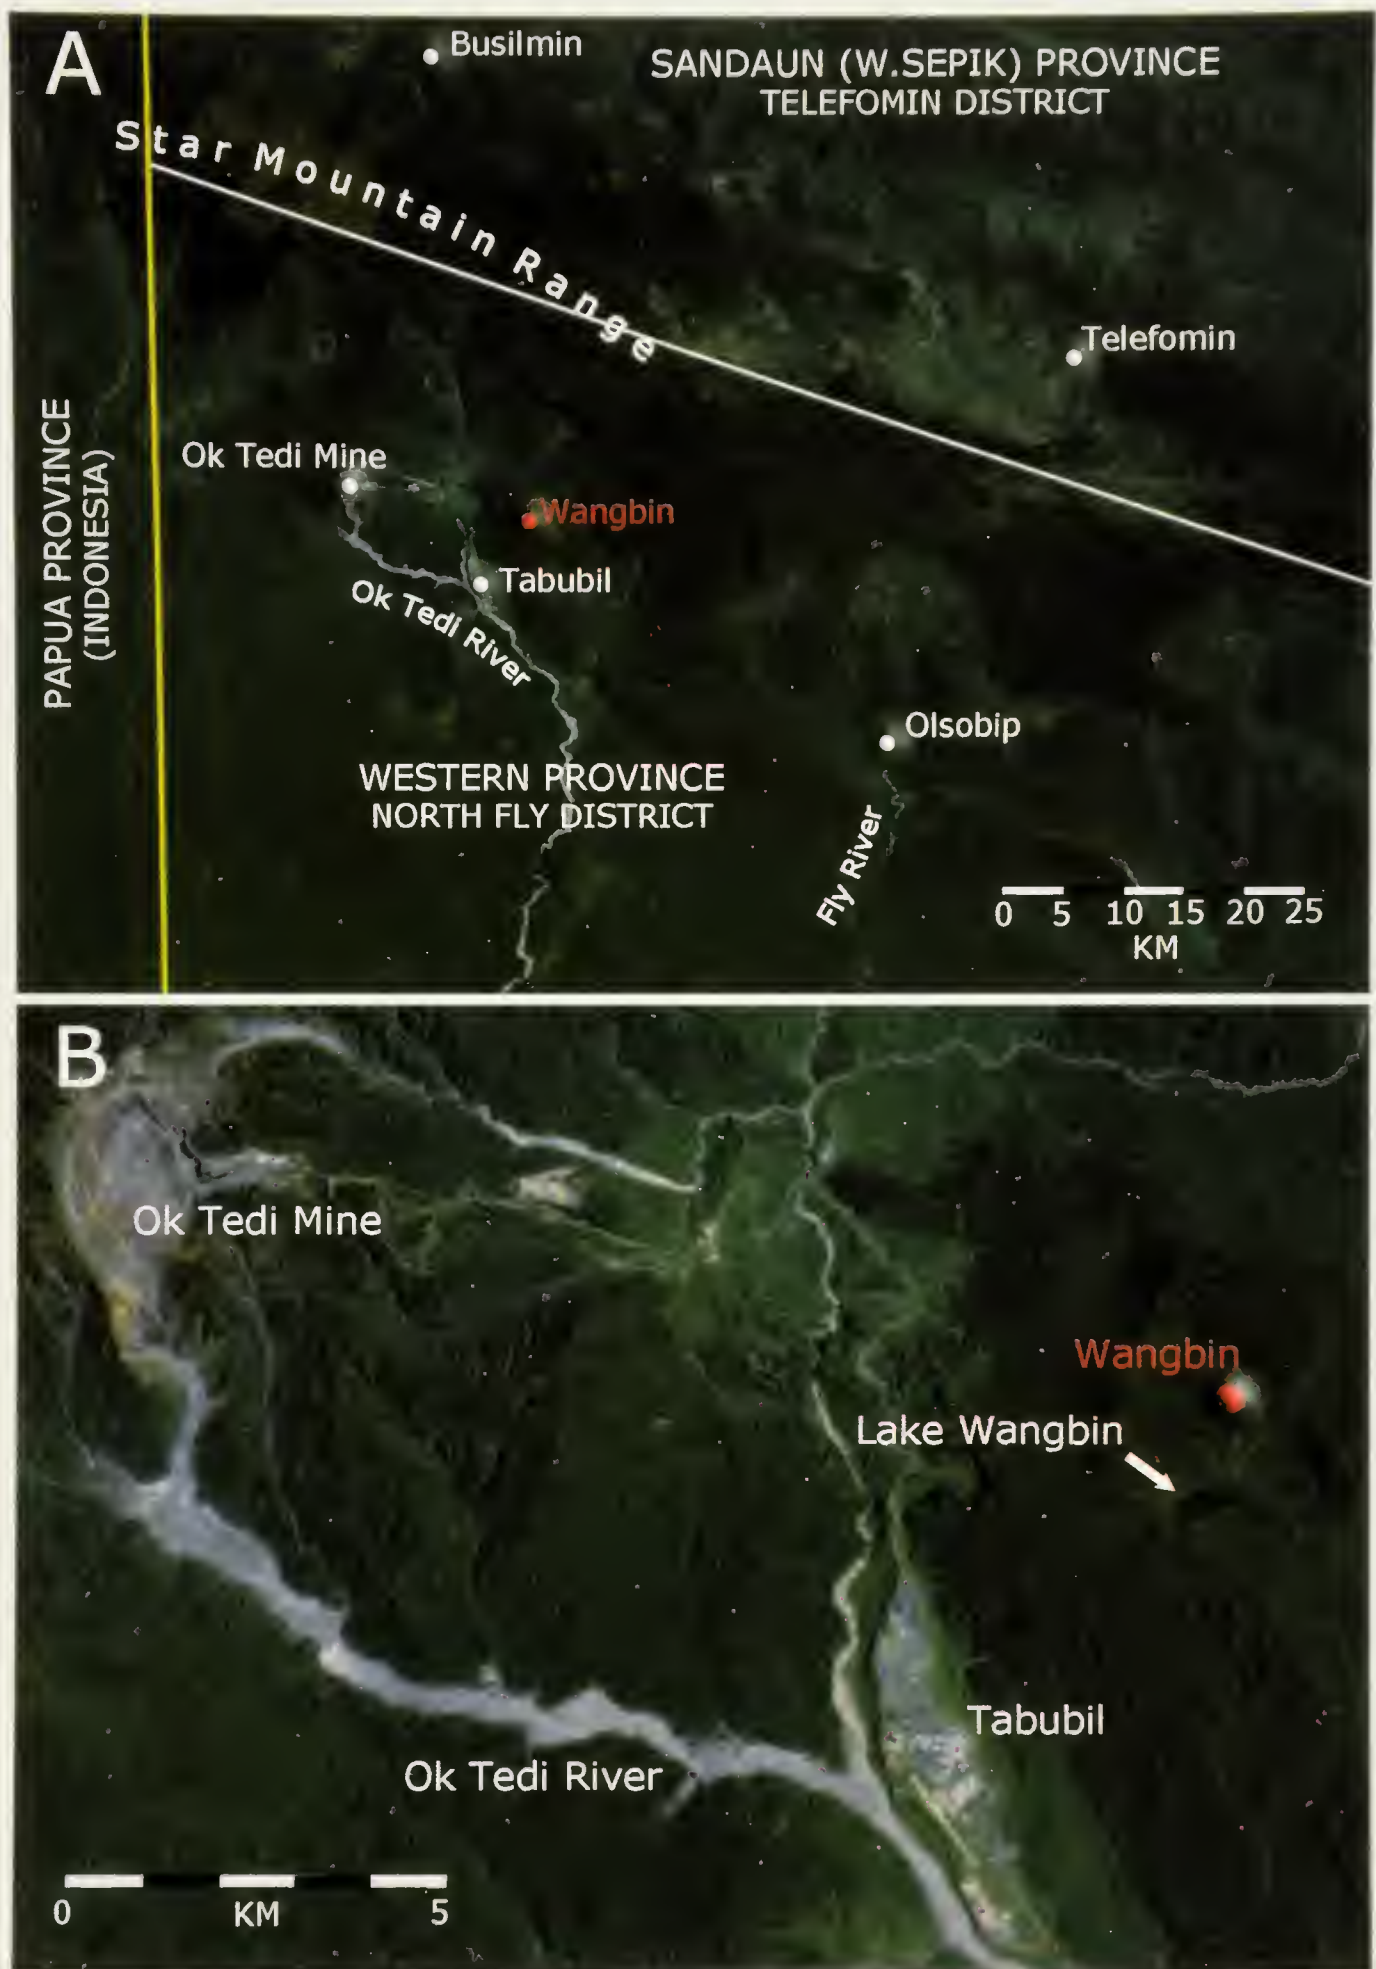 A
Busilmin
SANDAUN (W.SEPIK) PROVINCE
TELEFOMIN DISTRICT
Star Mountain Range
Telefomin
PAPUA PROVINCE
(INDONESIA)
Ok Tedi Mine
Wangbin
Tabubil
Ok Tedi River
Olsobip
WESTERN PROVINCE
NORTH FLY DISTRICT
Fly River
0 5 10 15 20 25
KM
B
Ok Tedi Mine
Wangbin
Lake Wangbin
Tabubil
Ok Tedi River
0 KM 5